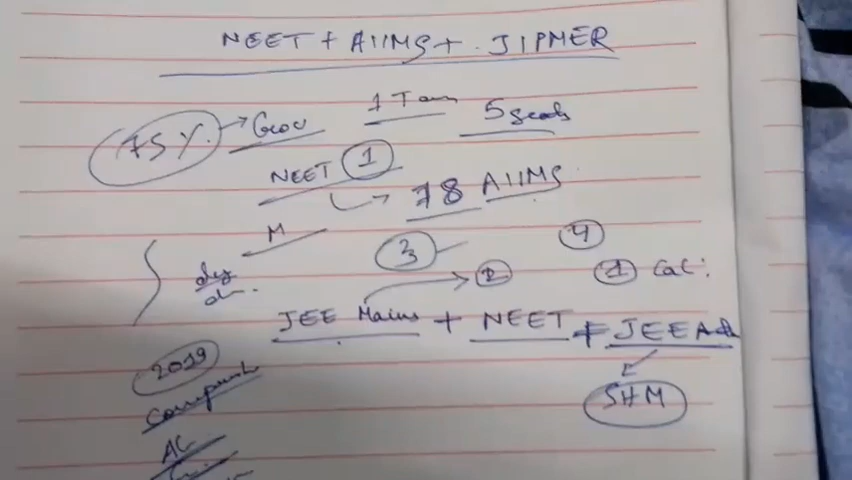 NEET + AIIMS + JIPMER
75 Y. → Gov 1 5 Seats
NEET 1
78 AIIMS
M 3 4
2 1 Cal:
JEE Mains + NEET + JEE Adv
2019 SHM
AC